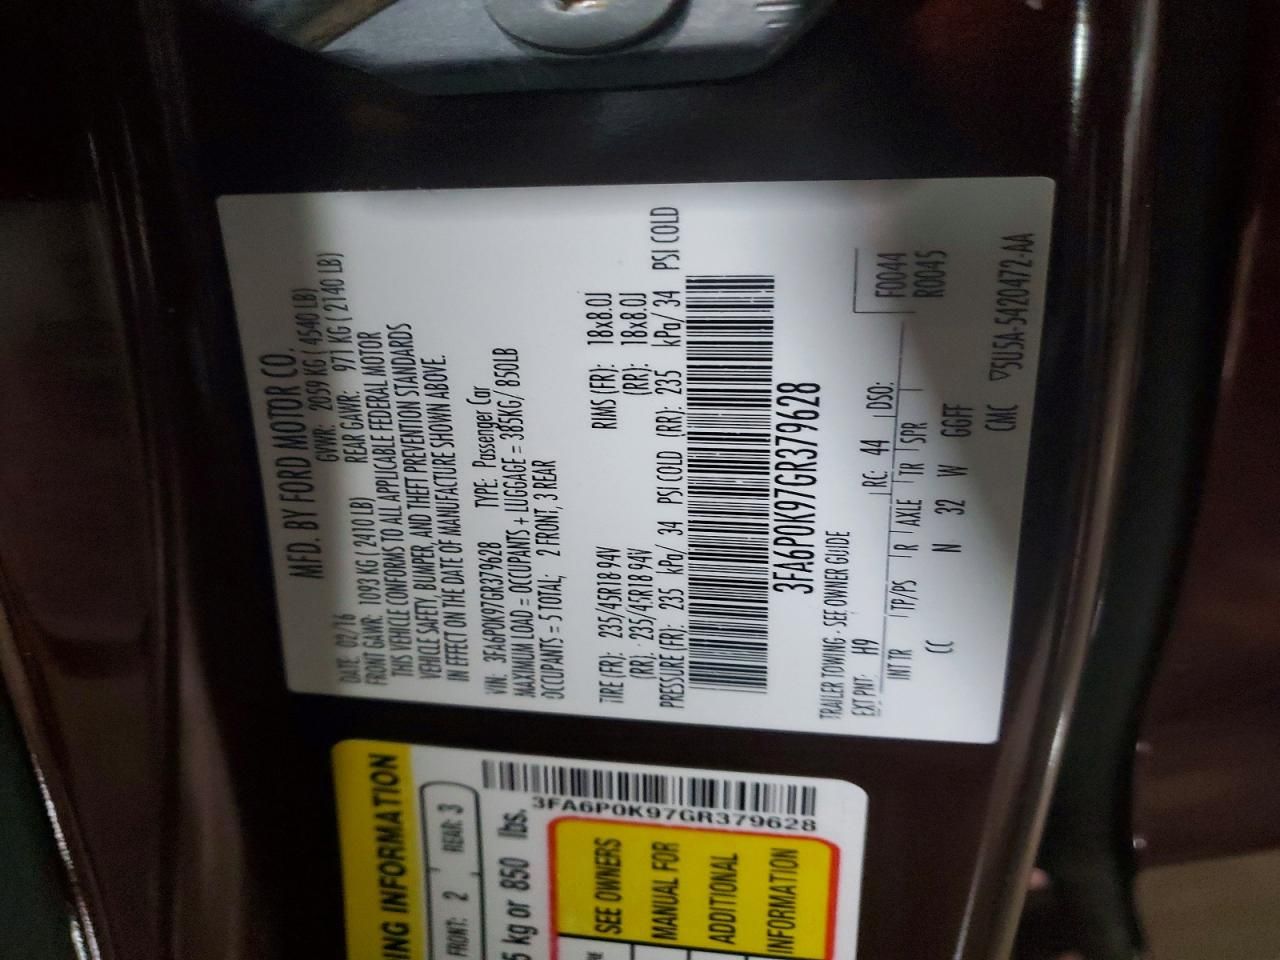 MFD. BY FORD MOTOR CO.
DATE: 02/16 GVWR: 2059 KG ( 4540 LB)
FRONT GAWR: 1093 KG ( 2410 LB) REAR GAWR: 971 KG ( 2140 LB)
THIS VEHICLE CONFORMS TO ALL APPLICABLE FEDERAL MOTOR
VEHICLE SAFETY, BUMPER, AND THEFT PREVENTION STANDARDS
IN EFFECT ON THE DATE OF MANUFACTURE SHOWN ABOVE.
VIN: 3FA6P0K97GR379628 TYPE: Passenger Car
MAXIMUM LOAD = OCCUPANTS + LUGGAGE = 385KG/ 850LB
OCCUPANTS = 5 TOTAL, 2 FRONT, 3 REAR
TIRE (FR): 235/45R18 94V RIMS (FR): 18x8.0J
(RR): 235/45R18 94V (RR): 18x8.0J
PRESSURE (FR): 235 kPa/ 34 PSI COLD (RR): 235 kPa/ 34 PSI COLD
3FA6P0K97GR379628
TRAILER TOWING - SEE OWNER GUIDE
EXT PNT: H9 RC: 44 DSO: F0044
R0045
INT TR TP/PS R AXLE TR SPR
CC N 32 W GGFF
CMC ▽5U5A-5420472-AA
ING INFORMATION
FRONT: 2 REAR: 3
5 kg or 850 lbs.
3FA6P0K97GR379628
SEE OWNERS
MANUAL FOR
ADDITIONAL
INFORMATION